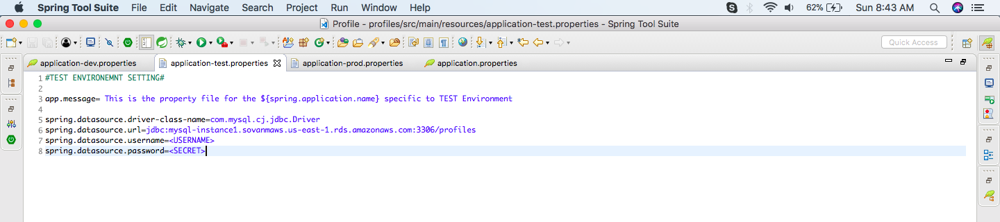 Spring Tool Suite File Edit Navigate Search Project Run Window Help 62% Sun 8:43 AM
Profile - profiles/src/main/resources/application-test.properties - Spring Tool Suite
Quick Access
application-dev.properties application-test.properties application-prod.properties application.properties
1 #TEST ENVIRONEMNT SETTING#
2
3 app.message= This is the property file for the ${spring.application.name} specific to TEST Environment
4
5 spring.datasource.driver-class-name=com.mysql.cj.jdbc.Driver
6 spring.datasource.url=jdbc:mysql-instance1.sovanmaws.us-east-1.rds.amazonaws.com:3306/profiles
7 spring.datasource.username=<USERNAME>
8 spring.datasource.password=<SECRET>